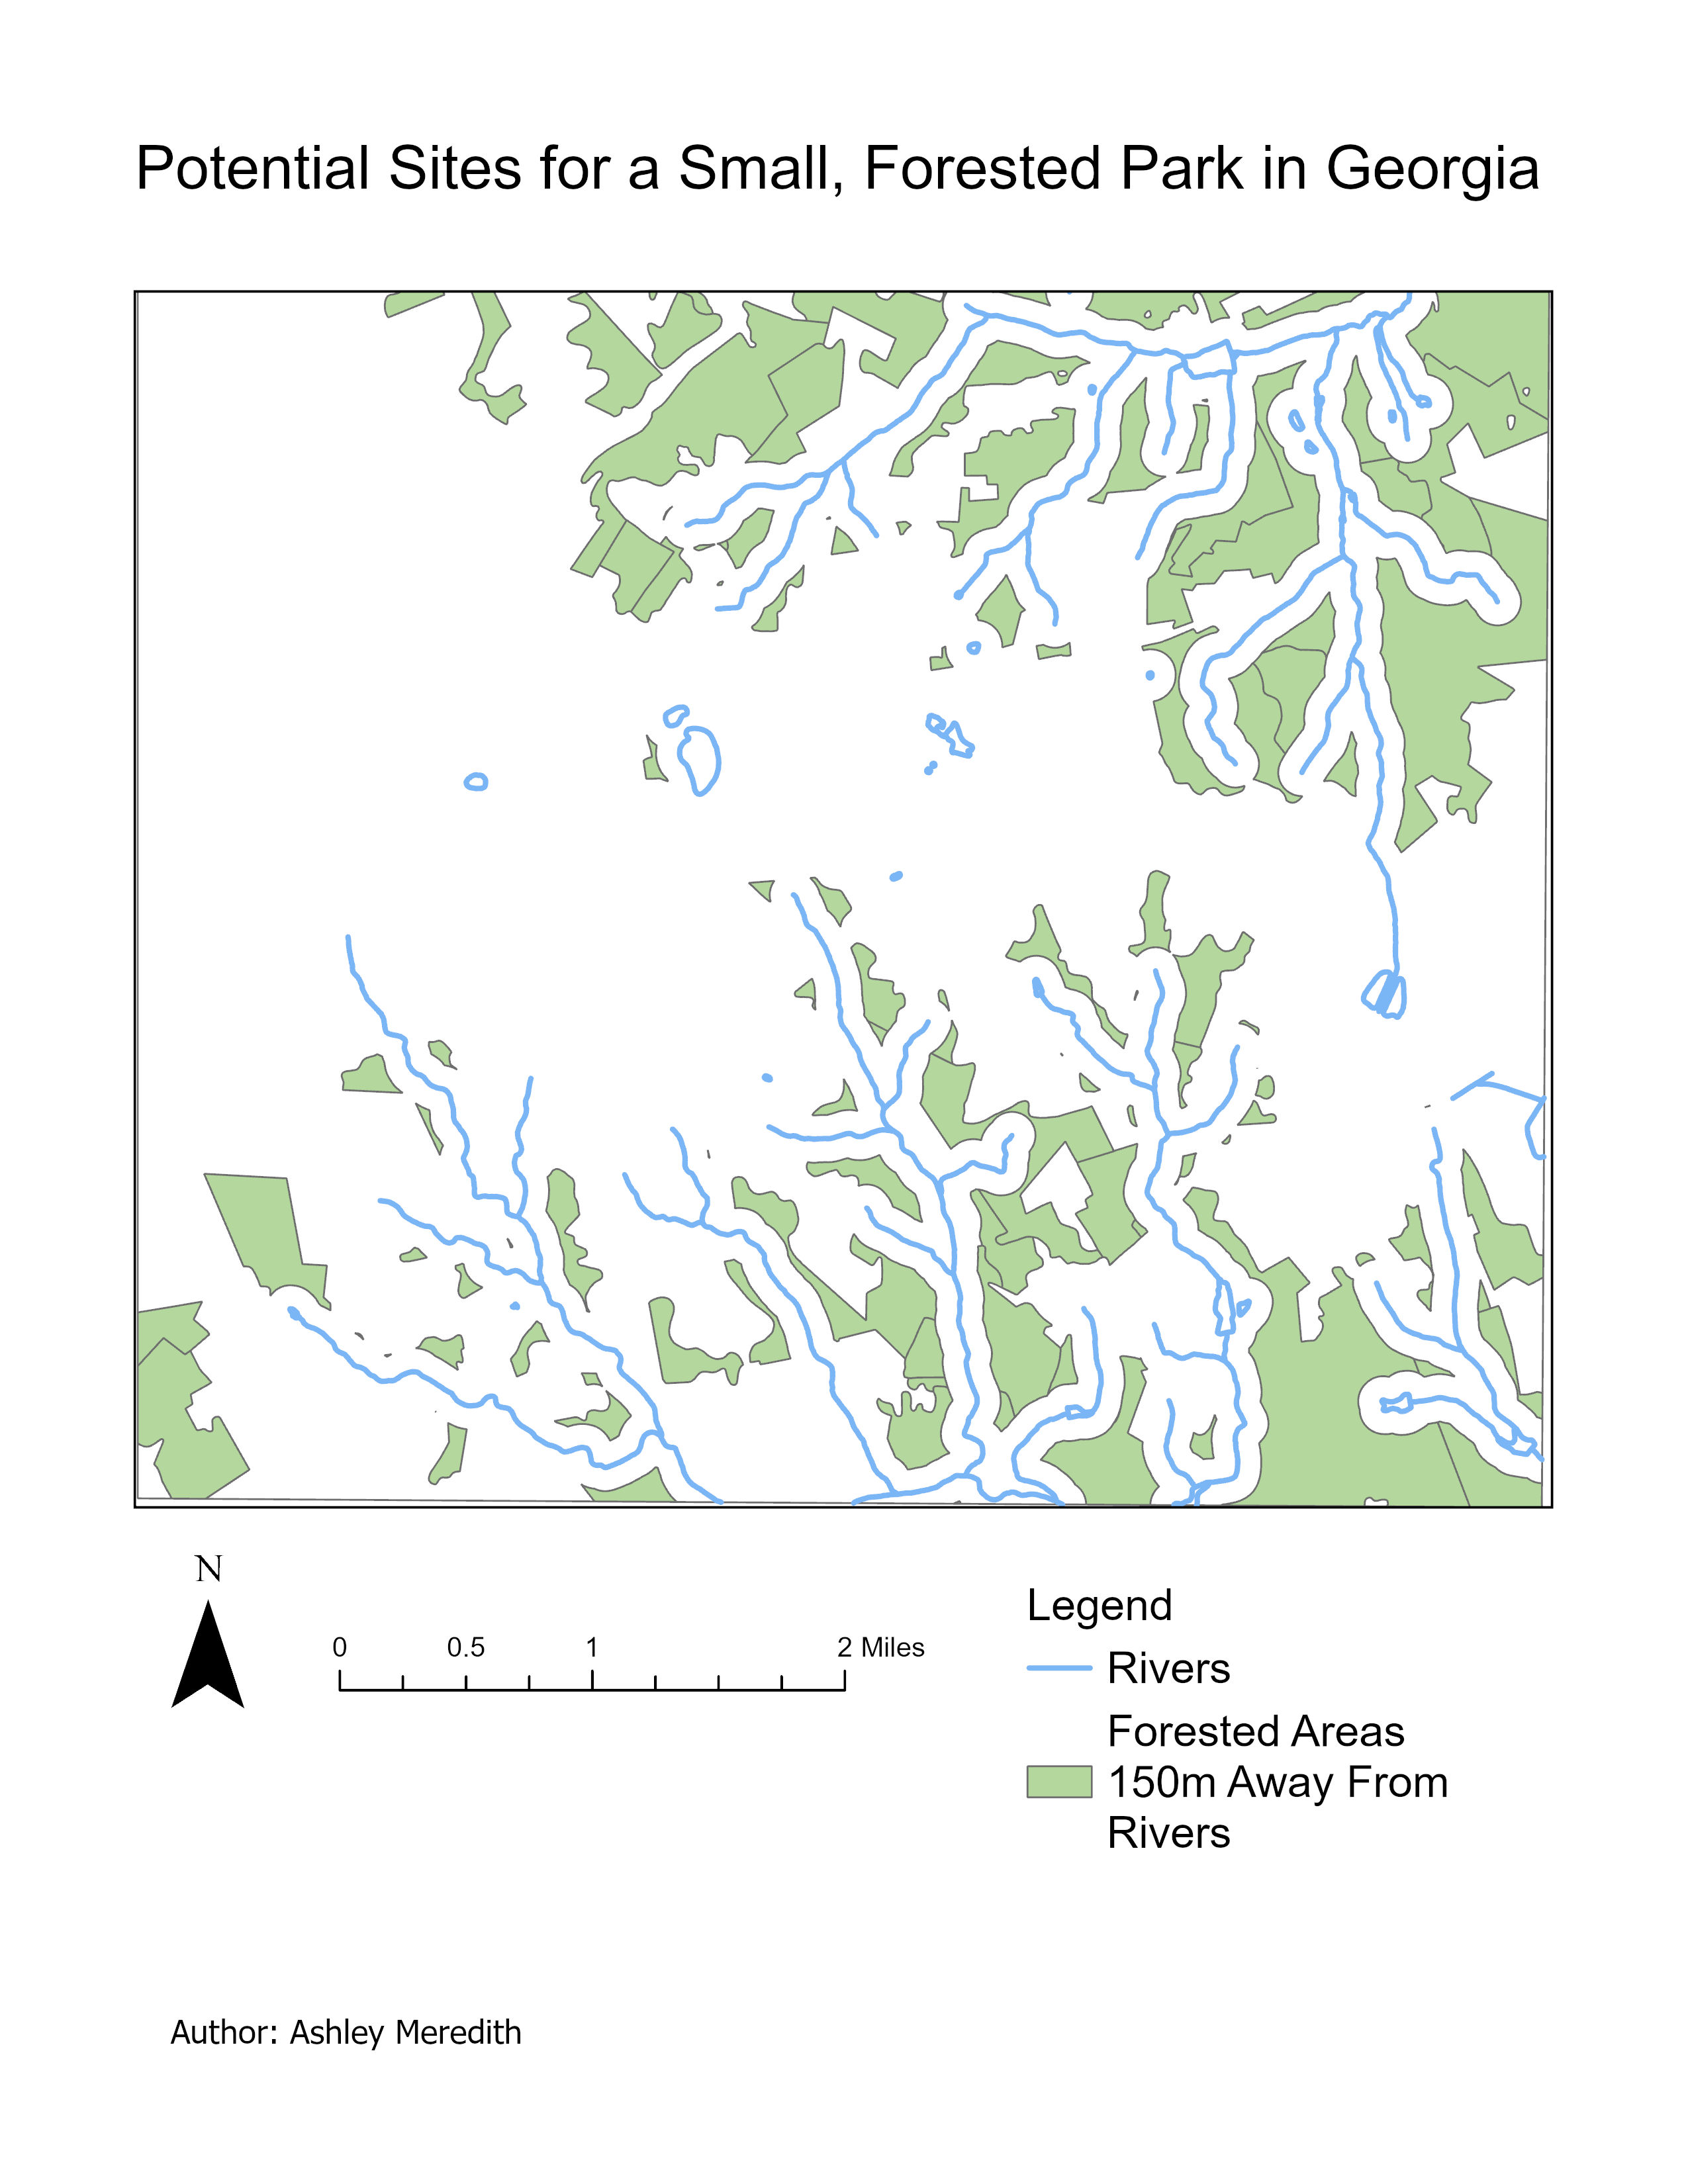 Potential Sites for a Small, Forested Park in Georgia
N
0 0.5 1 2 Miles
Legend
Rivers
Forested Areas
150m Away From
Rivers
Author: Ashley Meredith